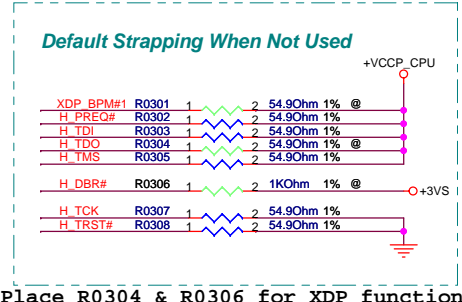 Default Strapping When Not Used
+VCCP_CPU
XDP_BPM#1 R0301 1 2 54.9Ohm 1% @
H_PREQ# R0302 1 2 54.9Ohm 1%
H_TDI R0303 1 2 54.9Ohm 1%
H_TDO R0304 1 2 54.9Ohm 1% @
H_TMS R0305 1 2 54.9Ohm 1%
H_DBR# R0306 1 2 1KOhm 1% @ +3VS
H_TCK R0307 1 2 54.9Ohm 1%
H_TRST# R0308 1 2 54.9Ohm 1%
Place R0304 & R0306 for XDP function